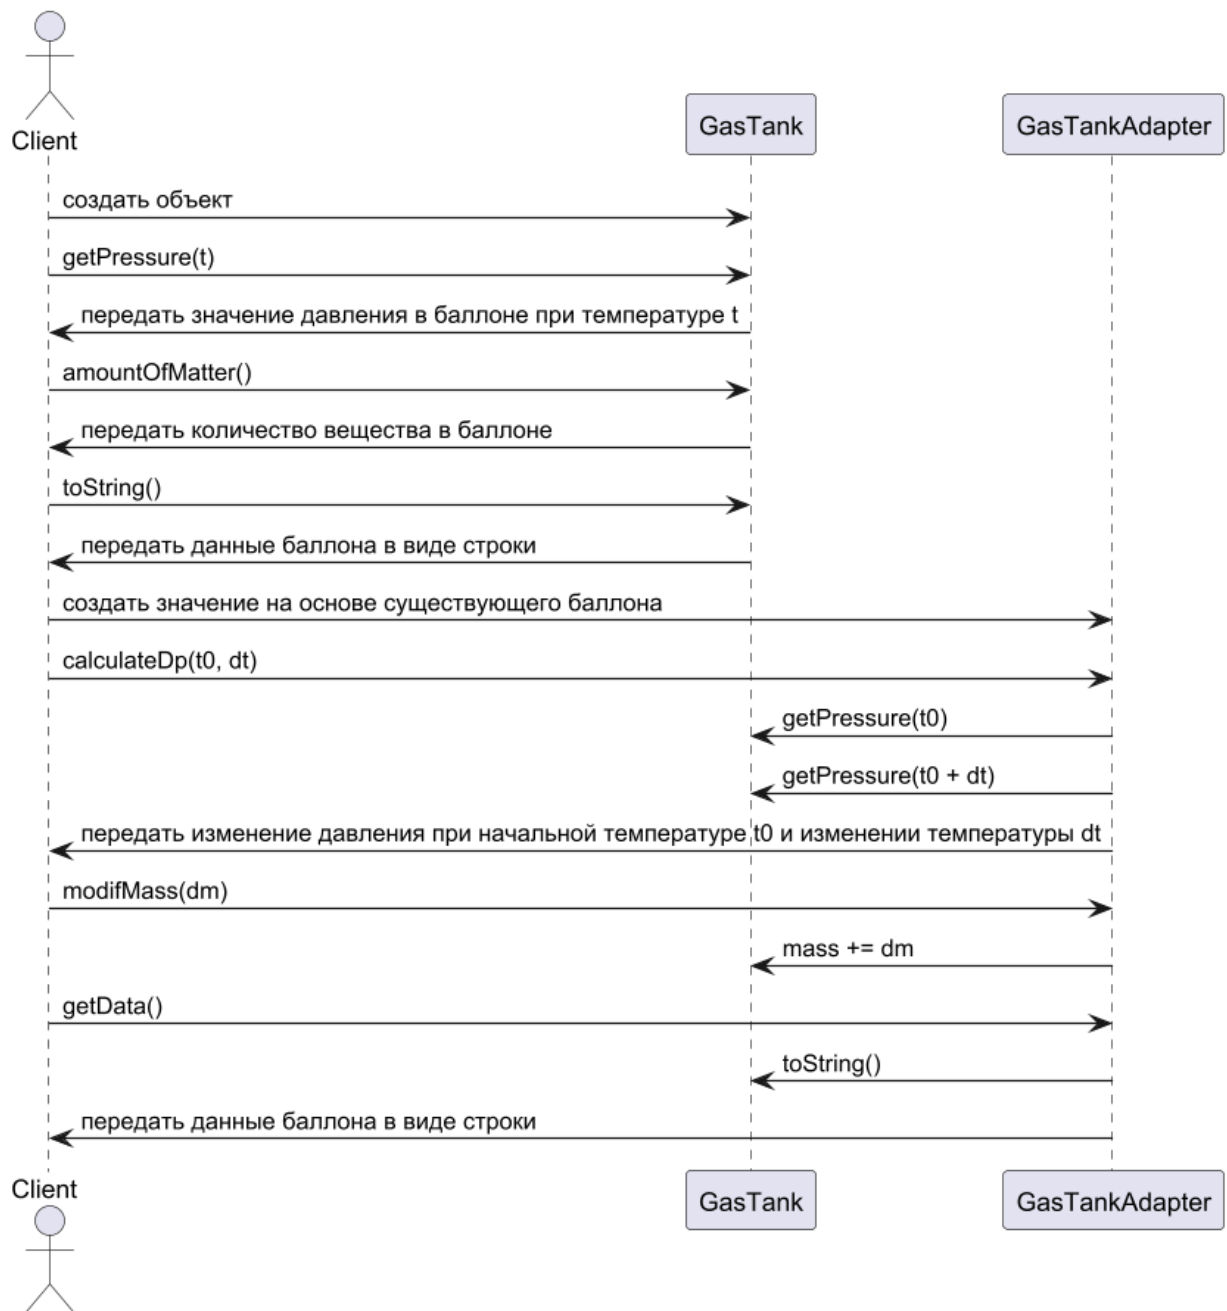 Client
GasTank
GasTankAdapter
создать объект
getPressure(t)
передать значение давления в баллоне при температуре t
amountOfMatter()
передать количество вещества в баллоне
toString()
передать данные баллона в виде строки
создать значение на основе существующего баллона
calculateDp(t0, dt)
getPressure(t0)
getPressure(t0 + dt)
передать изменение давления при начальной температуре t0 и изменении температуры dt
modifMass(dm)
mass += dm
getData()
toString()
передать данные баллона в виде строки
Client
GasTank
GasTankAdapter